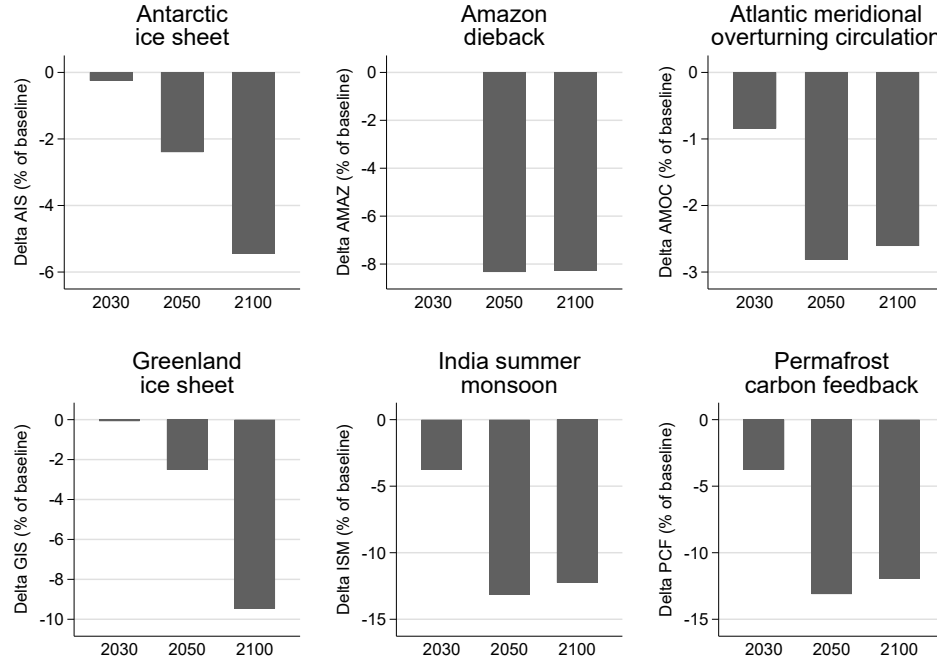 Antarctic
ice sheet
Delta AIS (% of baseline)
0
-2
-4
-6
2030 2050 2100
Amazon
dieback
Delta AMAZ (% of baseline)
0
-2
-4
-6
-8
2030 2050 2100
Atlantic meridional
overturning circulation
Delta AMOC (% of baseline)
0
-1
-2
-3
2030 2050 2100
Greenland
ice sheet
Delta GIS (% of baseline)
0
-2
-4
-6
-8
-10
2030 2050 2100
India summer
monsoon
Delta ISM (% of baseline)
0
-5
-10
-15
2030 2050 2100
Permafrost
carbon feedback
Delta PCF (% of baseline)
0
-5
-10
-15
2030 2050 2100